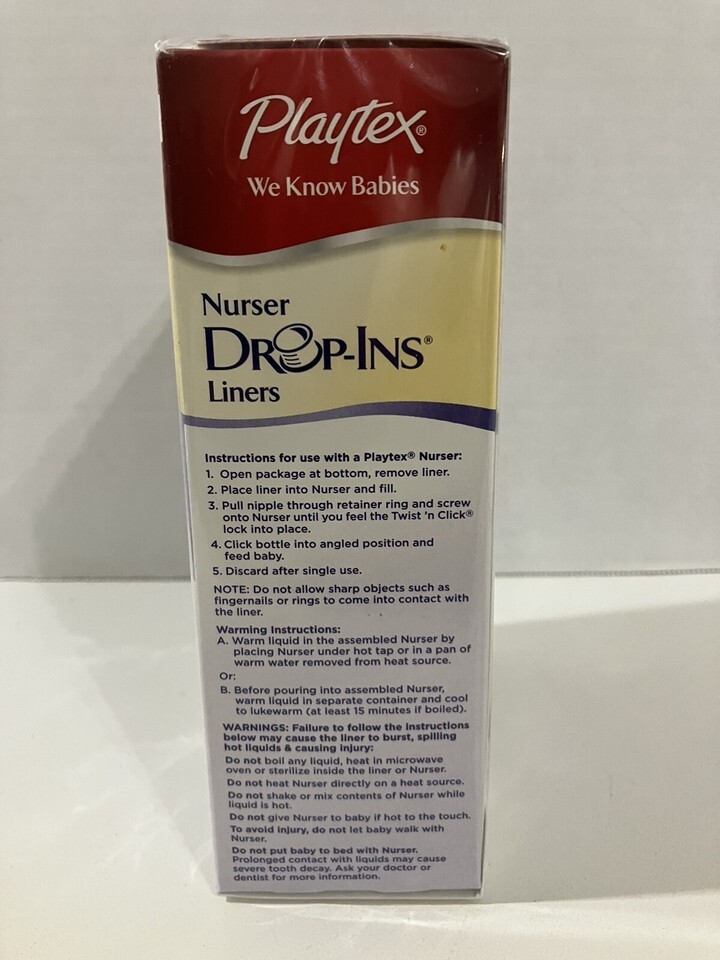 Playtex®
We Know Babies
Nurser
DROP-INS®
Liners
Instructions for use with a Playtex® Nurser:
1. Open package at bottom, remove liner.
2. Place liner into Nurser and fill.
3. Pull nipple through retainer ring and screw
onto Nurser until you feel the Twist 'n Click®
lock into place.
4. Click bottle into angled position and
feed baby.
5. Discard after single use.
NOTE: Do not allow sharp objects such as
fingernails or rings to come into contact with
the liner.
Warming Instructions:
A. Warm liquid in the assembled Nurser by
placing Nurser under hot tap or in a pan of
warm water removed from heat source.
Or:
B. Before pouring into assembled Nurser,
warm liquid in separate container and cool
to lukewarm (at least 15 minutes if boiled).
WARNINGS: Failure to follow the instructions
below may cause the liner to burst, spilling
hot liquids & causing injury:
Do not boil any liquid, heat in microwave
oven or sterilize inside the liner or Nurser.
Do not heat Nurser directly on a heat source.
Do not shake or mix contents of Nurser while
liquid is hot.
Do not give Nurser to baby if hot to the touch.
To avoid injury, do not let baby walk with
Nurser.
Do not put baby to bed with Nurser.
Prolonged contact with liquids may cause
severe tooth decay. Ask your doctor or
dentist for more information.